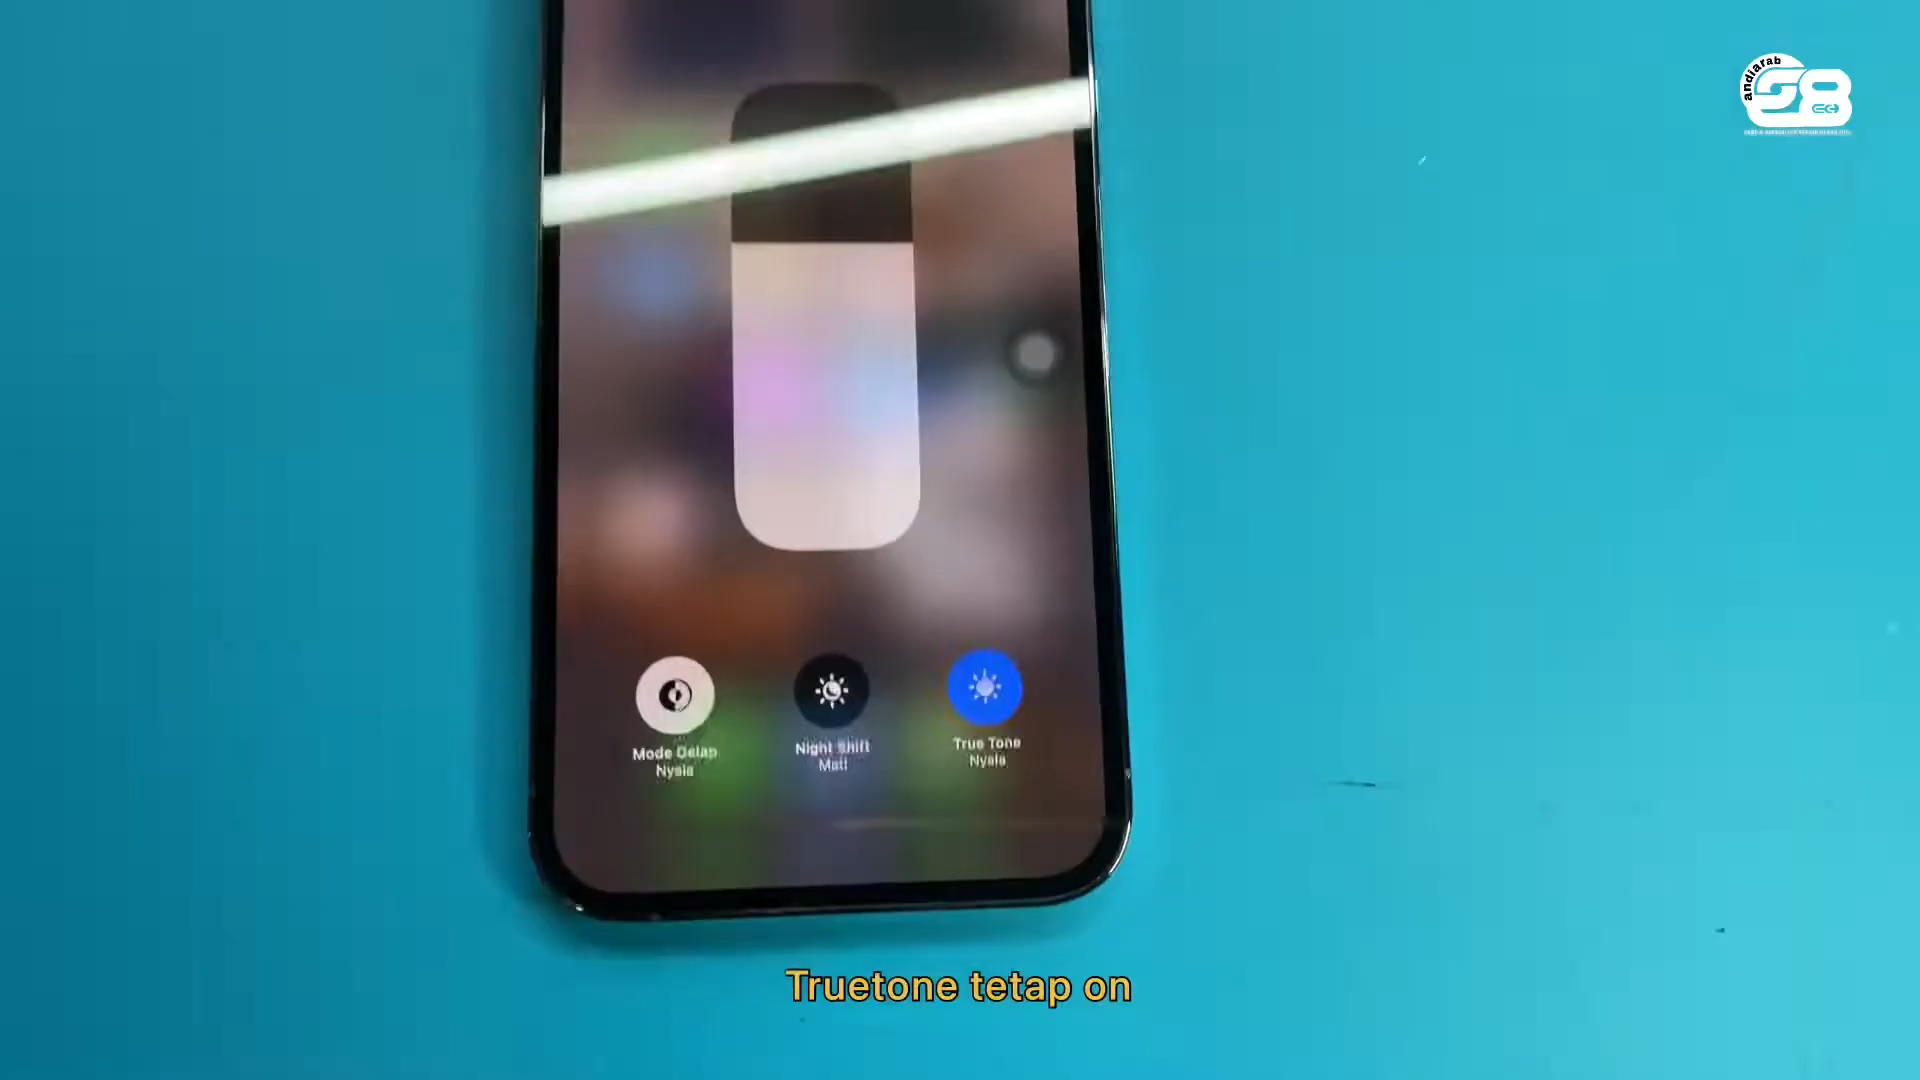 andiarab
Mode Gelap
Nyala
Night Shift
Mati
True Tone
Nyala
Truetone tetap on